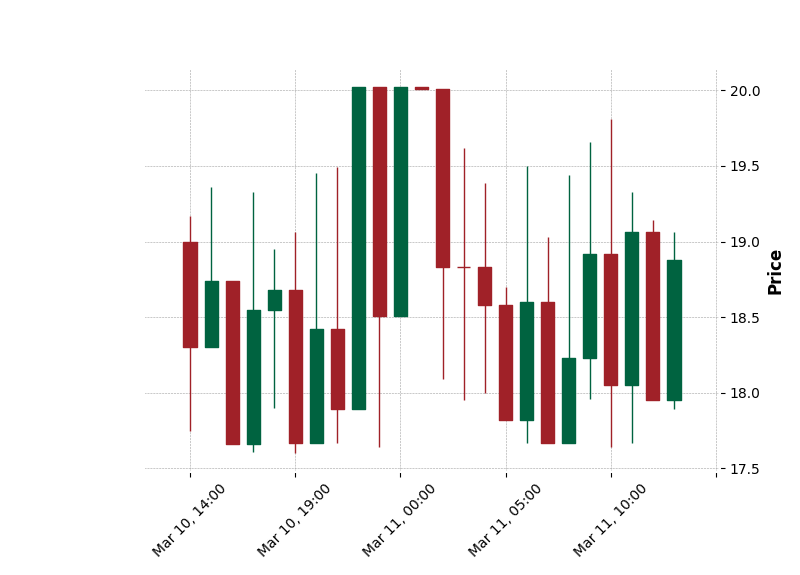 20.0
19.5
19.0
18.5
18.0
17.5
Price
Mar 10, 14:00
Mar 10, 19:00
Mar 11, 00:00
Mar 11, 05:00
Mar 11, 10:00